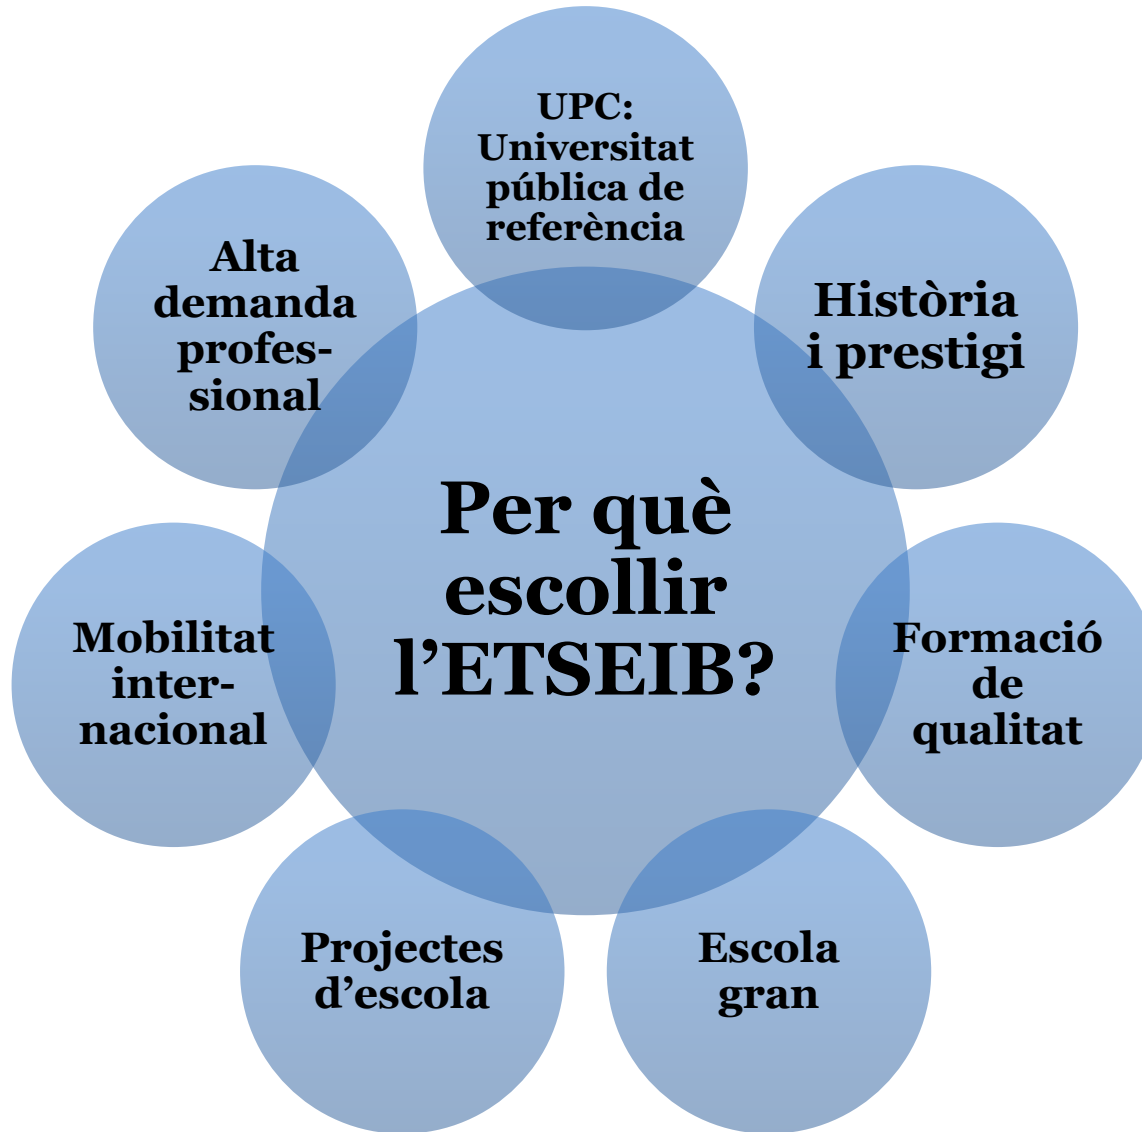 UPC:
Universitat
pública de
referència
Història
i prestigi
Formació
de
qualitat
Escola
gran
Projectes
d’escola
Mobilitat
inter-
nacional
Alta
demanda
profes-
sional
Per què
escollir
l’ETSEIB?